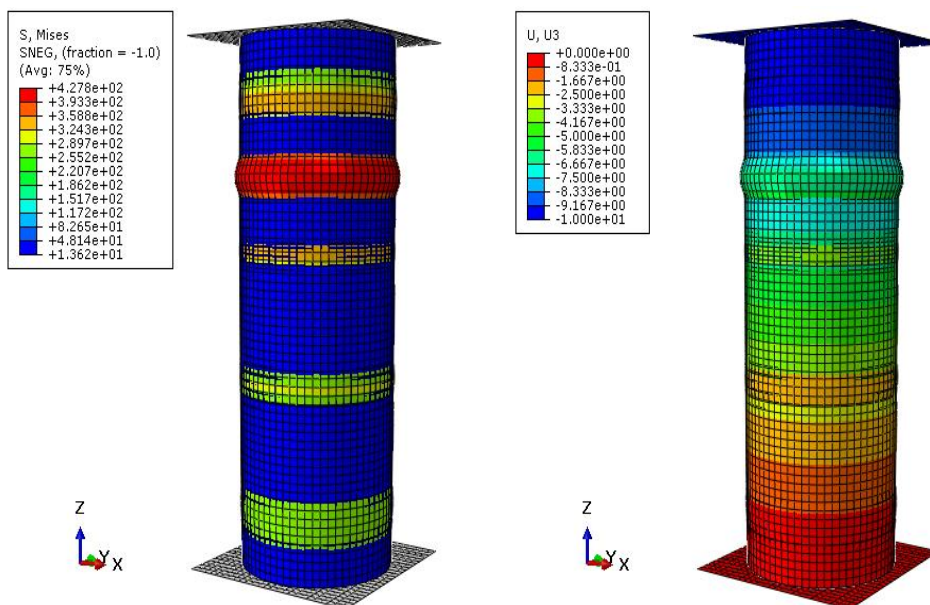 S, Mises
SNEG, (fraction = -1.0)
(Avg: 75%)
+4.278e+02
+3.933e+02
+3.588e+02
+3.243e+02
+2.897e+02
+2.552e+02
+2.207e+02
+1.862e+02
+1.517e+02
+1.172e+02
+8.265e+01
+4.814e+01
+1.362e+01
Z
Y
X
U, U3
+0.000e+00
-8.333e-01
-1.667e+00
-2.500e+00
-3.333e+00
-4.167e+00
-5.000e+00
-5.833e+00
-6.667e+00
-7.500e+00
-8.333e+00
-9.167e+00
-1.000e+01
Z
Y
X